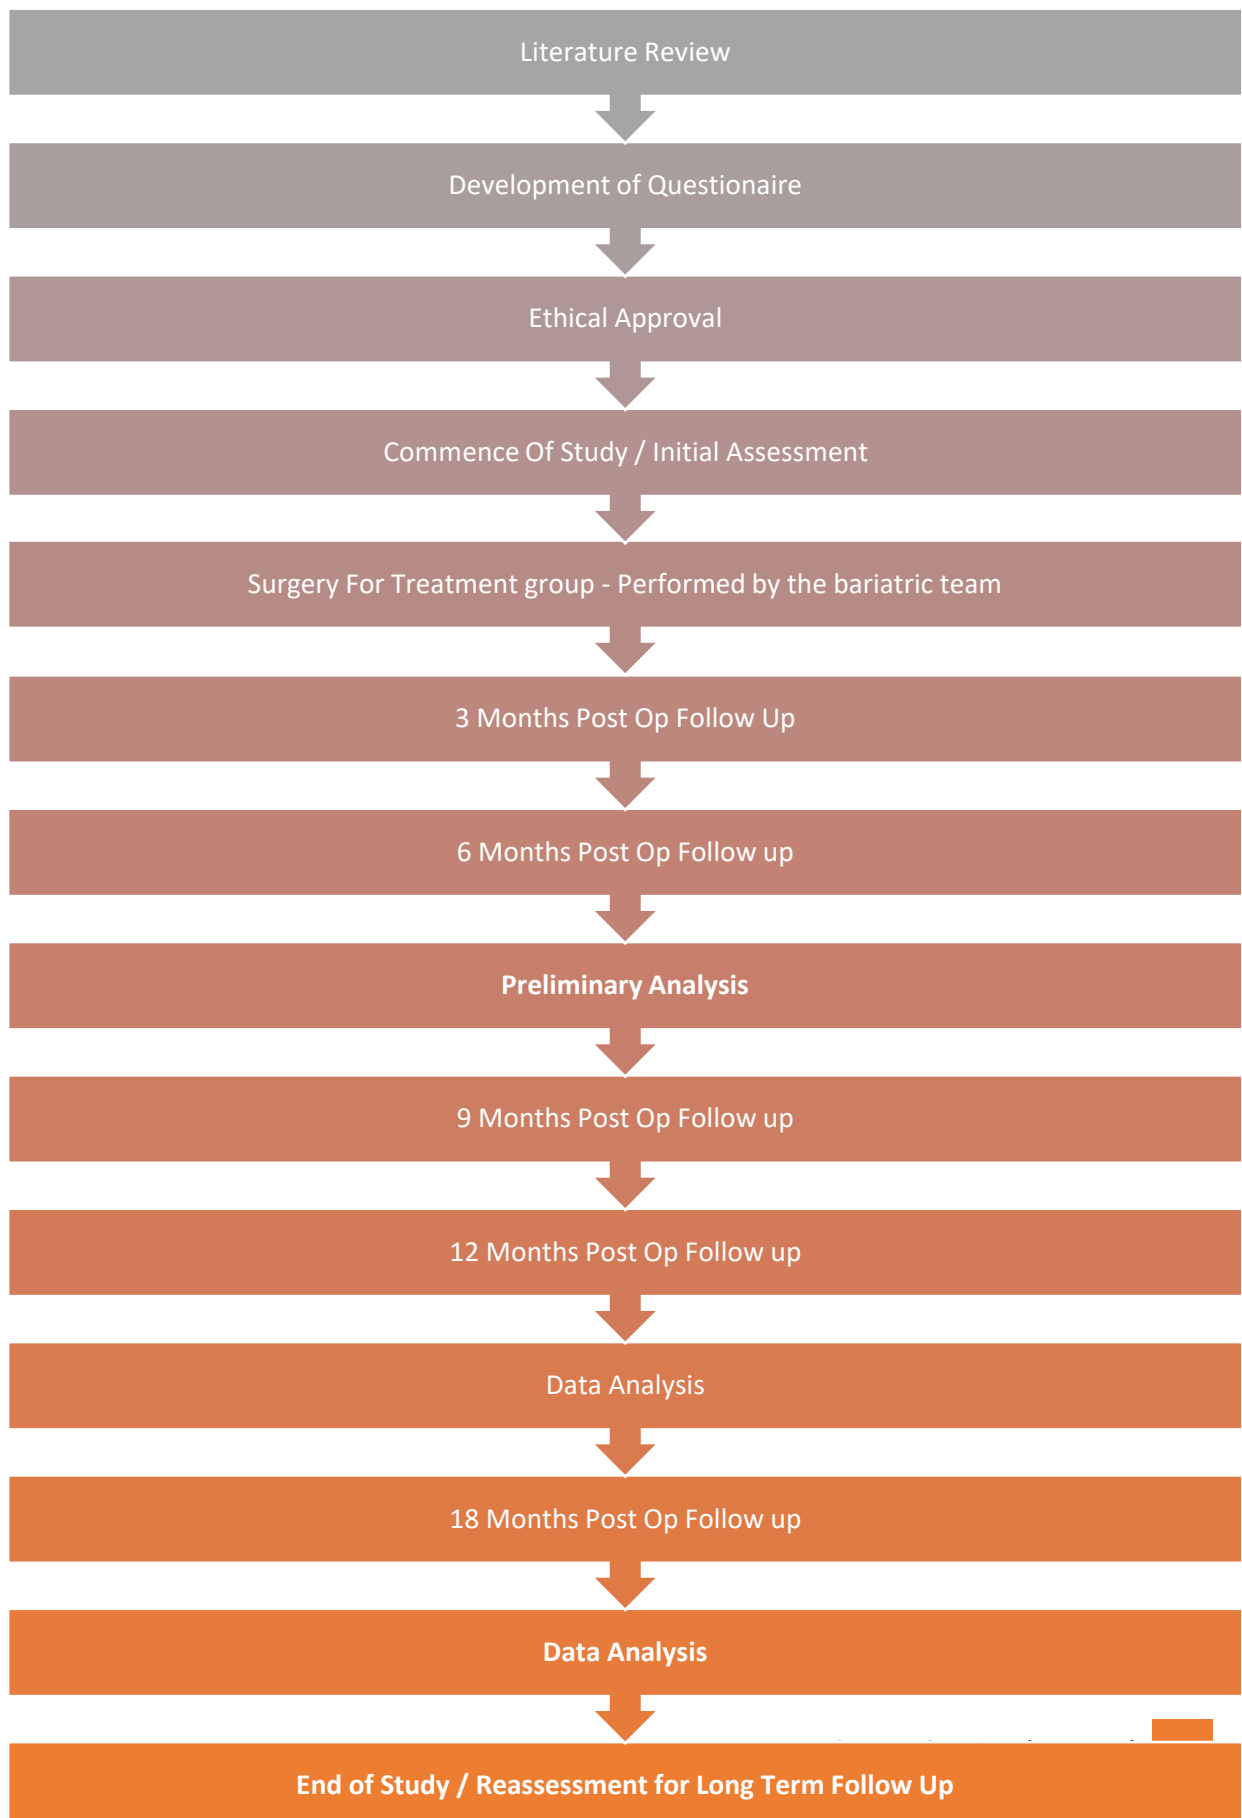 Literature Review
Development of Questionaire
Ethical Approval
Commence Of Study / Initial Assessment
Surgery For Treatment group - Performed by the bariatric team
3 Months Post Op Follow Up
6 Months Post Op Follow up
Preliminary Analysis
9 Months Post Op Follow up
12 Months Post Op Follow up
Data Analysis
18 Months Post Op Follow up
Data Analysis
End of Study / Reassessment for Long Term Follow Up